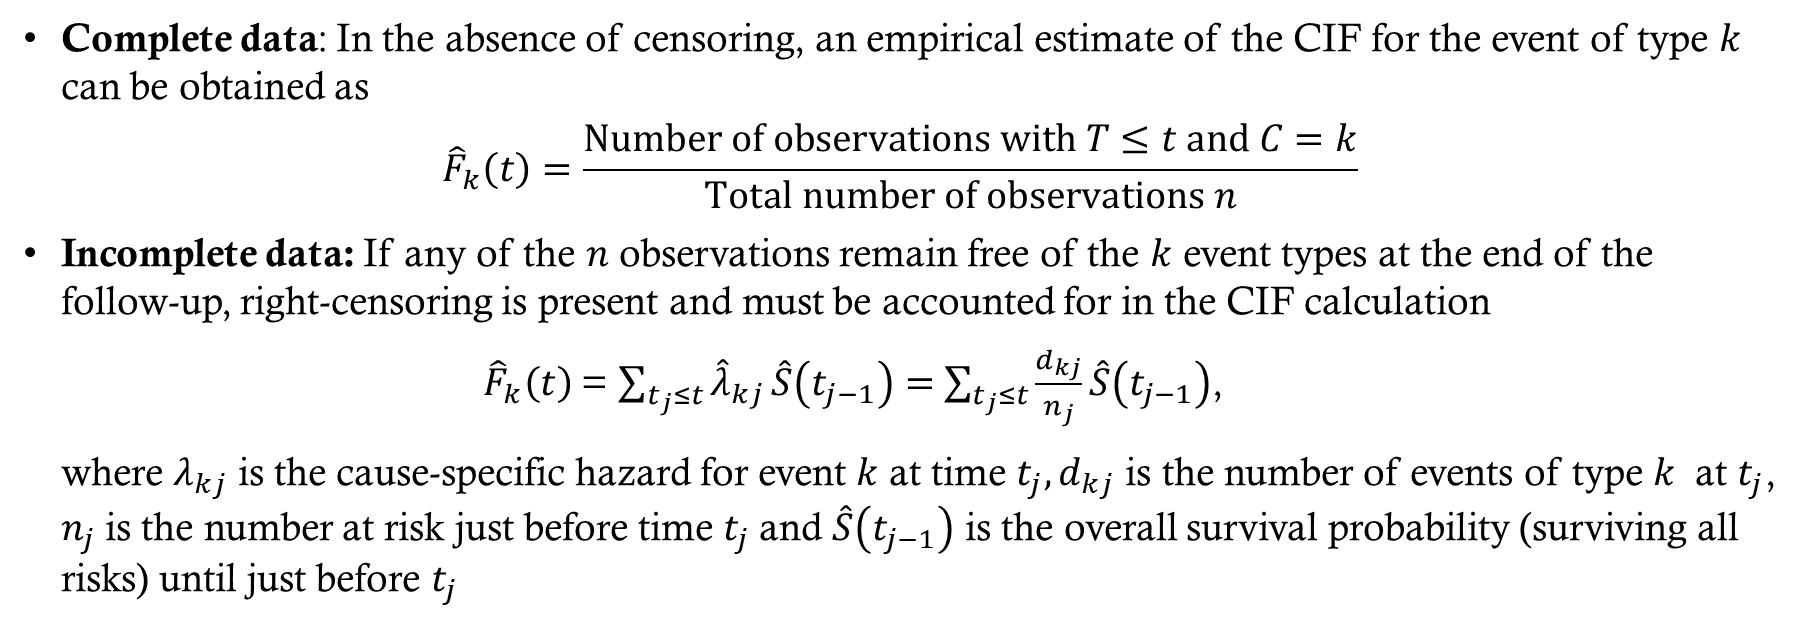 • Complete data: In the absence of censoring, an empirical estimate of the CIF for the event of type k
can be obtained as
F̂ₖ(t) = Number of observations with T ≤ t and C = k / Total number of observations n
• Incomplete data: If any of the n observations remain free of the k event types at the end of the
follow-up, right-censoring is present and must be accounted for in the CIF calculation
F̂ₖ(t) = ∑_{tⱼ≤t} λ̂ₖⱼ Ŝ(tⱼ₋₁) = ∑_{tⱼ≤t} dₖⱼ/nⱼ Ŝ(tⱼ₋₁),
where λₖⱼ is the cause-specific hazard for event k at time tⱼ, dₖⱼ is the number of events of type k at tⱼ,
nⱼ is the number at risk just before time tⱼ and Ŝ(tⱼ₋₁) is the overall survival probability (surviving all
risks) until just before tⱼ